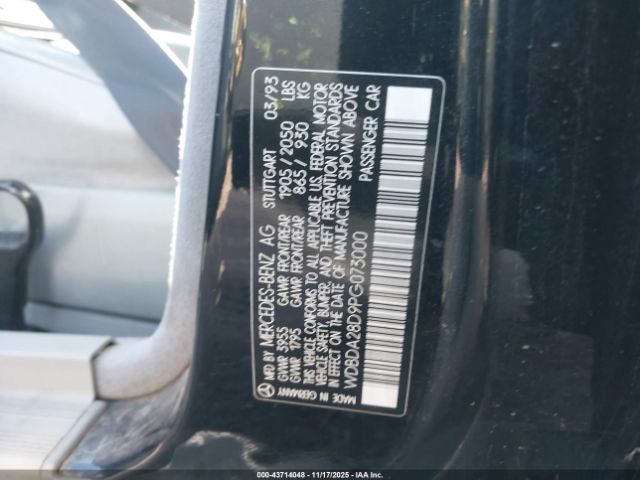 MFD BY MERCEDES-BENZ AG STUTTGART 03/93
GVWR 3955 GAWR FRONT/REAR 1905/2050 LBS
GVWR 1795 GAWR FRONT/REAR 865/ 930 KG
THIS VEHICLE CONFORMS TO ALL APPLICABLE U.S. FEDERAL MOTOR
VEHICLE SAFETY, BUMPER, AND THEFT PREVENTION STANDARDS
IN EFFECT ON THE DATE OF MANUFACTURE SHOWN ABOVE
WDBDA28D9PG073000 PASSENGER CAR
MADE IN GERMANY
000-43714048 - 11/17/2025 - IAAI.com